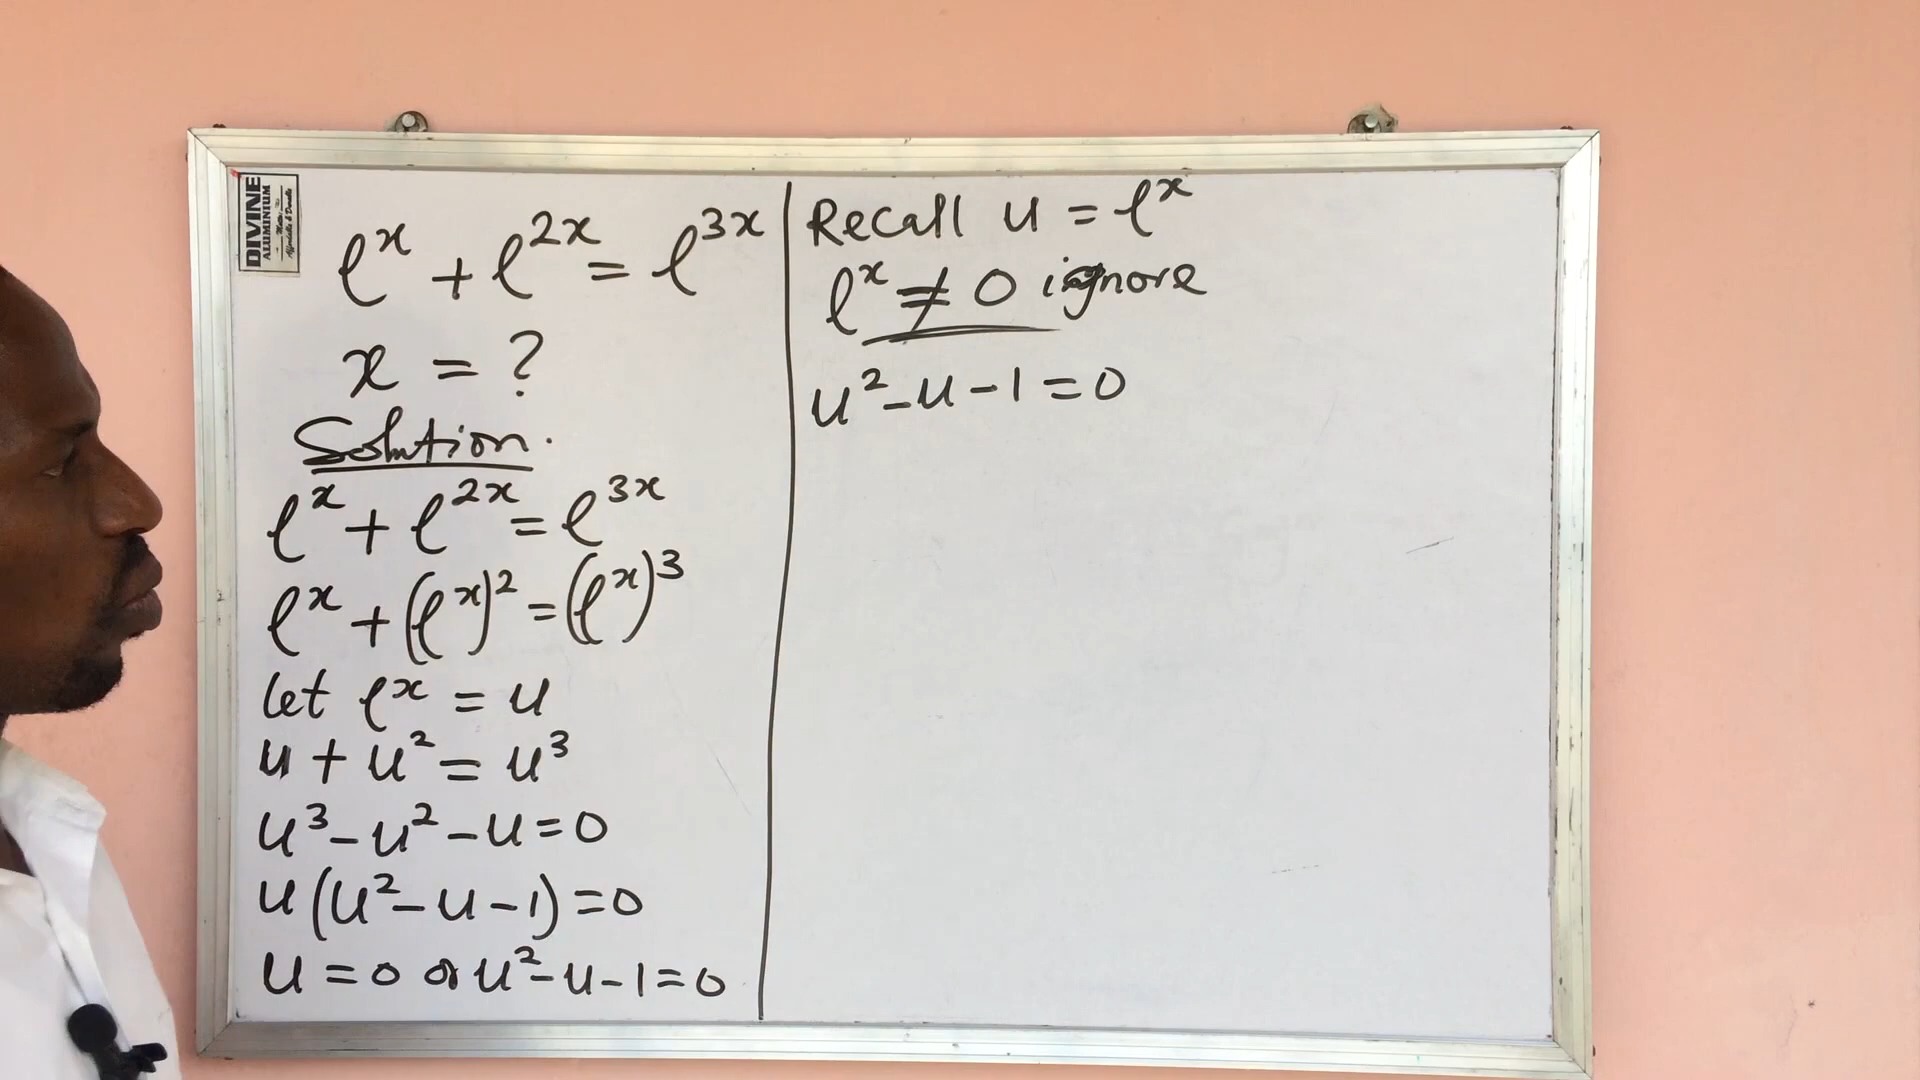 DIVINE
ALUMINIUM
e^x + e^2x = e^3x
x = ?
Solution.
e^x + e^2x = e^3x
e^x + (e^x)^2 = (e^x)^3
let e^x = u
u + u^2 = u^3
u^3 - u^2 - u = 0
u(u^2 - u - 1) = 0
u = 0 or u^2 - u - 1 = 0
Recall u = e^x
e^x ≠ 0 ignore
u^2 - u - 1 = 0